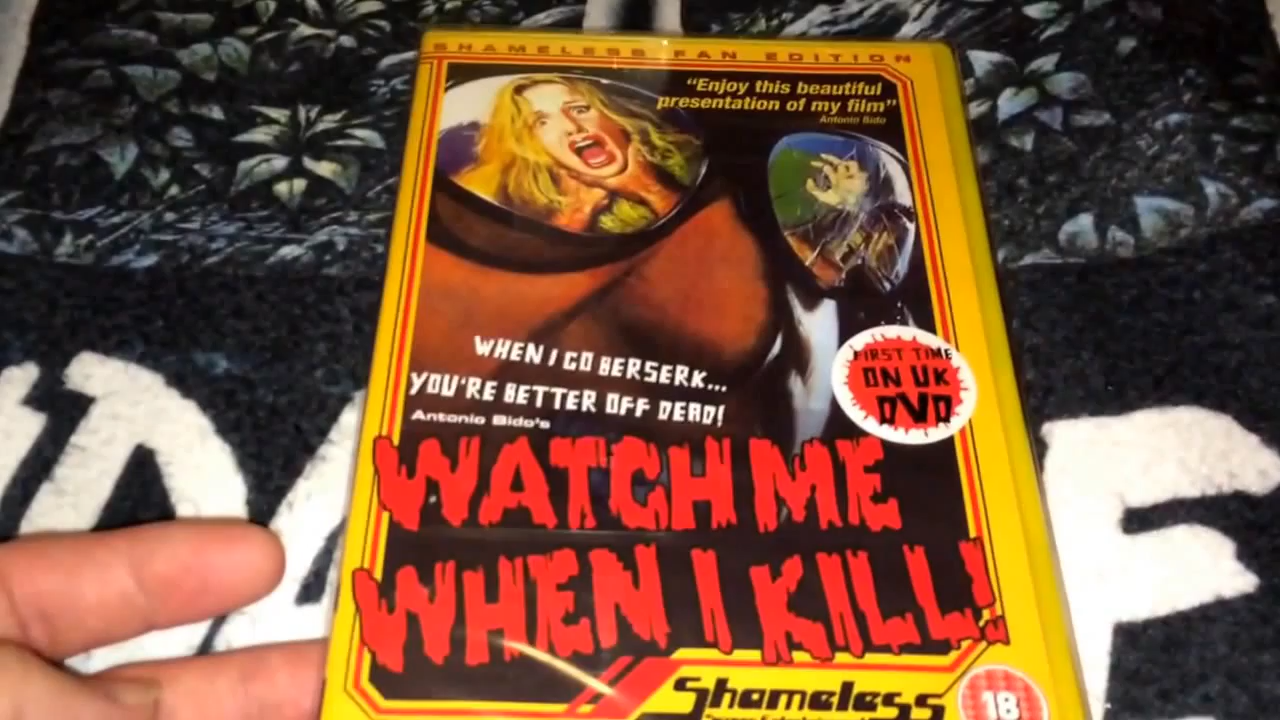 SHAMELESS FAN EDITION
"Enjoy this beautiful
presentation of my film"
Antonio Bido
WHEN I GO BERSERK...
YOU'RE BETTER OFF DEAD!
FIRST TIME
ON UK
DVD
Antonio Bido's
WATCH ME
WHEN I KILL!
Shameless
18